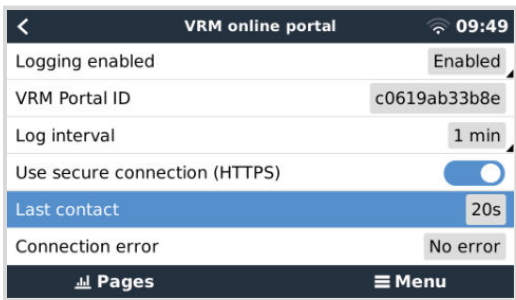 VRM online portal 09:49
Logging enabled Enabled
VRM Portal ID c0619ab33b8e
Log interval 1 min
Use secure connection (HTTPS)
Last contact 20s
Connection error No error
Pages Menu